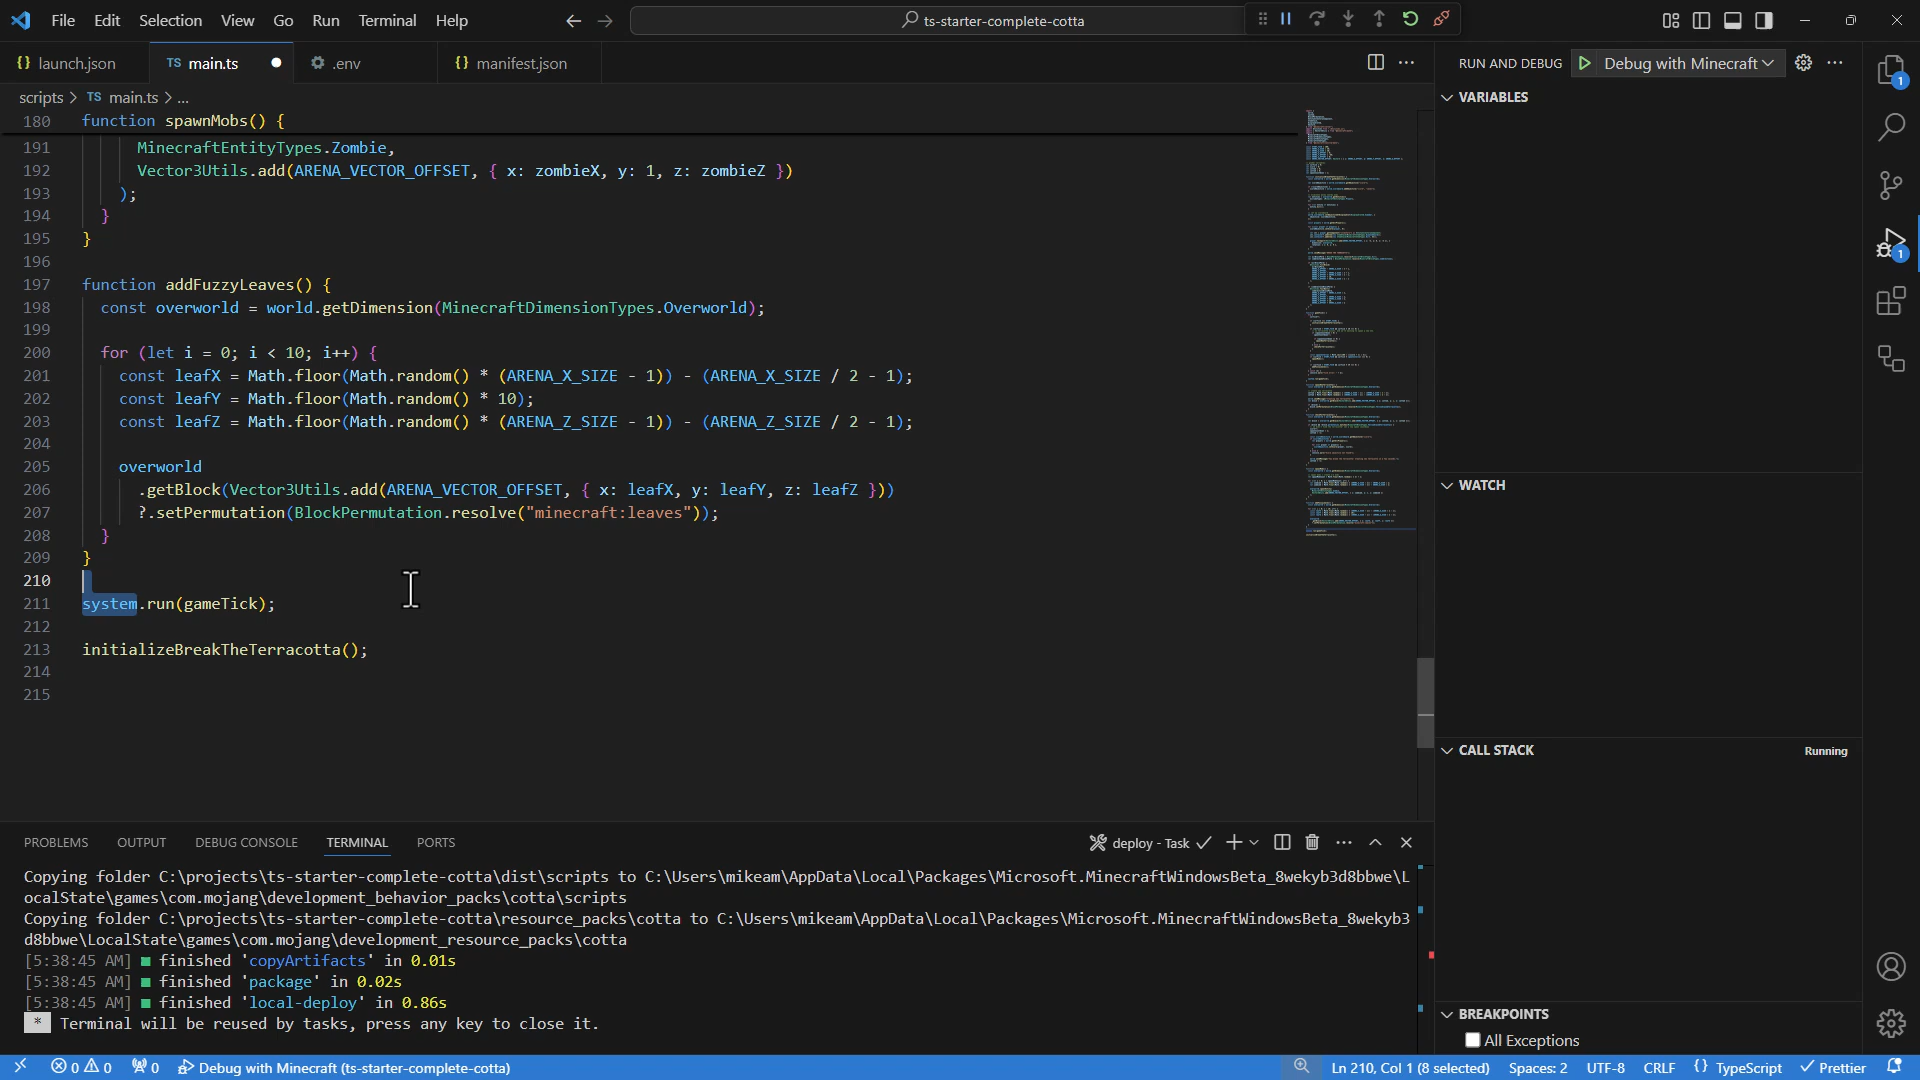 File Edit Selection View Go Run Terminal Help
ts-starter-complete-cotta
launch.json
TS main.ts
.env
manifest.json
RUN AND DEBUG
Debug with Minecraft
scripts > TS main.ts > ...
180 function spawnMobs() {
191 MinecraftEntityTypes.Zombie,
192 Vector3Utils.add(ARENA_VECTOR_OFFSET, { x: zombieX, y: 1, z: zombieZ })
193 );
194 }
195 }
196
197 function addFuzzyLeaves() {
198 const overworld = world.getDimension(MinecraftDimensionTypes.Overworld);
199
200 for (let i = 0; i < 10; i++) {
201 const leafX = Math.floor(Math.random() * (ARENA_X_SIZE - 1)) - (ARENA_X_SIZE / 2 - 1);
202 const leafY = Math.floor(Math.random() * 10);
203 const leafZ = Math.floor(Math.random() * (ARENA_Z_SIZE - 1)) - (ARENA_Z_SIZE / 2 - 1);
204
205 overworld
206 .getBlock(Vector3Utils.add(ARENA_VECTOR_OFFSET, { x: leafX, y: leafY, z: leafZ }))
207 ?.setPermutation(BlockPermutation.resolve("minecraft:leaves"));
208 }
209 }
210
211 system.run(gameTick);
212
213 initializeBreakTheTerracotta();
214
215
VARIABLES
WATCH
CALL STACK
Running
BREAKPOINTS
All Exceptions
1
1
PROBLEMS OUTPUT DEBUG CONSOLE TERMINAL PORTS
deploy - Task
Copying folder C:\projects\ts-starter-complete-cotta\dist\scripts to C:\Users\mikeam\AppData\Local\Packages\Microsoft.MinecraftWindowsBeta_8wekyb3d8bbwe\L
ocalState\games\com.mojang\development_behavior_packs\cotta\scripts
Copying folder C:\projects\ts-starter-complete-cotta\resource_packs\cotta to C:\Users\mikeam\AppData\Local\Packages\Microsoft.MinecraftWindowsBeta_8wekyb3
d8bbwe\LocalState\games\com.mojang\development_resource_packs\cotta
[5:38:45 AM] ■ finished 'copyArtifacts' in 0.01s
[5:38:45 AM] ■ finished 'package' in 0.02s
[5:38:45 AM] ■ finished 'local-deploy' in 0.86s
* Terminal will be reused by tasks, press any key to close it.
0 0 0 Debug with Minecraft (ts-starter-complete-cotta)
Ln 210, Col 1 (8 selected) Spaces: 2 UTF-8 CRLF {} TypeScript Prettier